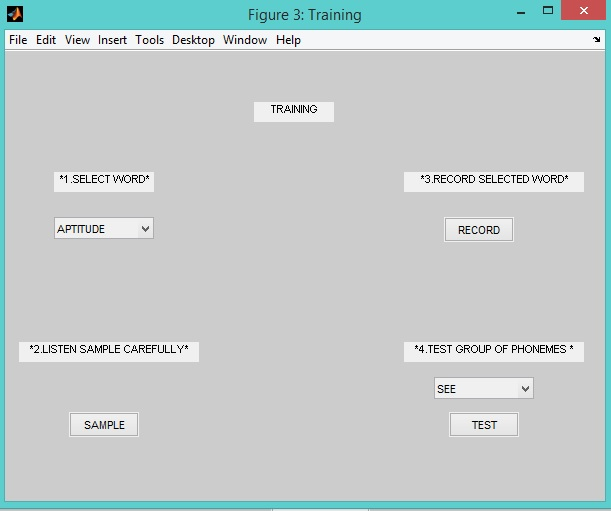 Figure 3: Training
File Edit View Insert Tools Desktop Window Help
TRAINING
*1.SELECT WORD*
APTITUDE
*2.LISTEN SAMPLE CAREFULLY*
SAMPLE
*3.RECORD SELECTED WORD*
RECORD
*4.TEST GROUP OF PHONEMES *
SEE
TEST